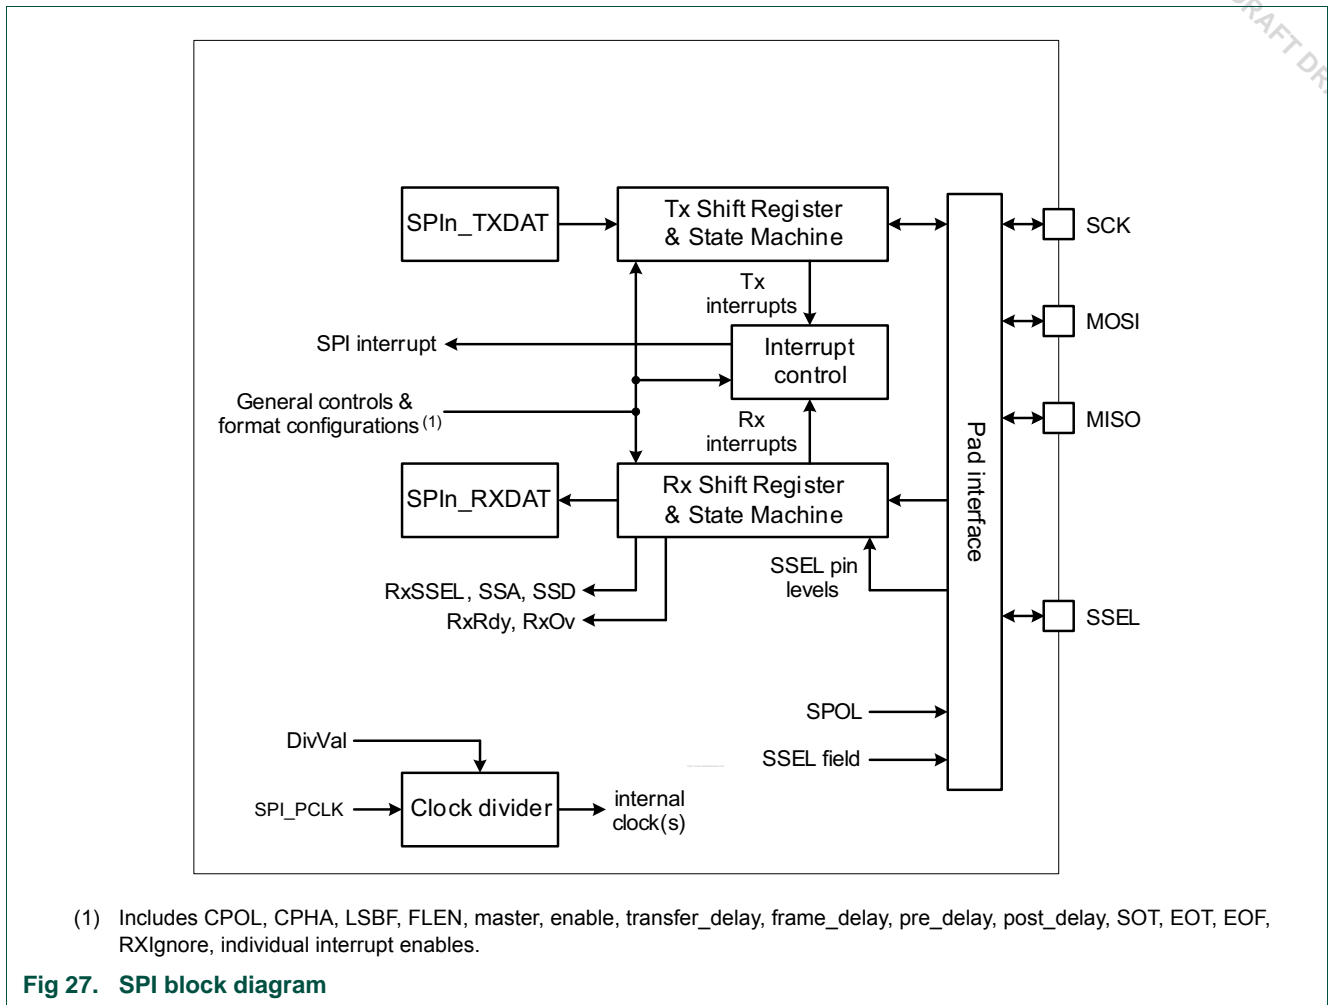 DRAFT DR
SPIn_TXDAT
Tx Shift Register
& State Machine
SCK
Tx
interrupts
MOSI
SPI interrupt
Interrupt
control
General controls &
format configurations (1)
Rx
interrupts
MISO
Pad interface
SPIn_RXDAT
Rx Shift Register
& State Machine
SSEL pin
levels
RxSSEL, SSA, SSD
RxRdy, RxOv
SSEL
SPOL
DivVal
SSEL field
SPI_PCLK
Clock divider
internal
clock(s)
(1) Includes CPOL, CPHA, LSBF, FLEN, master, enable, transfer_delay, frame_delay, pre_delay, post_delay, SOT, EOT, EOF,
RXIgnore, individual interrupt enables.
Fig 27. SPI block diagram